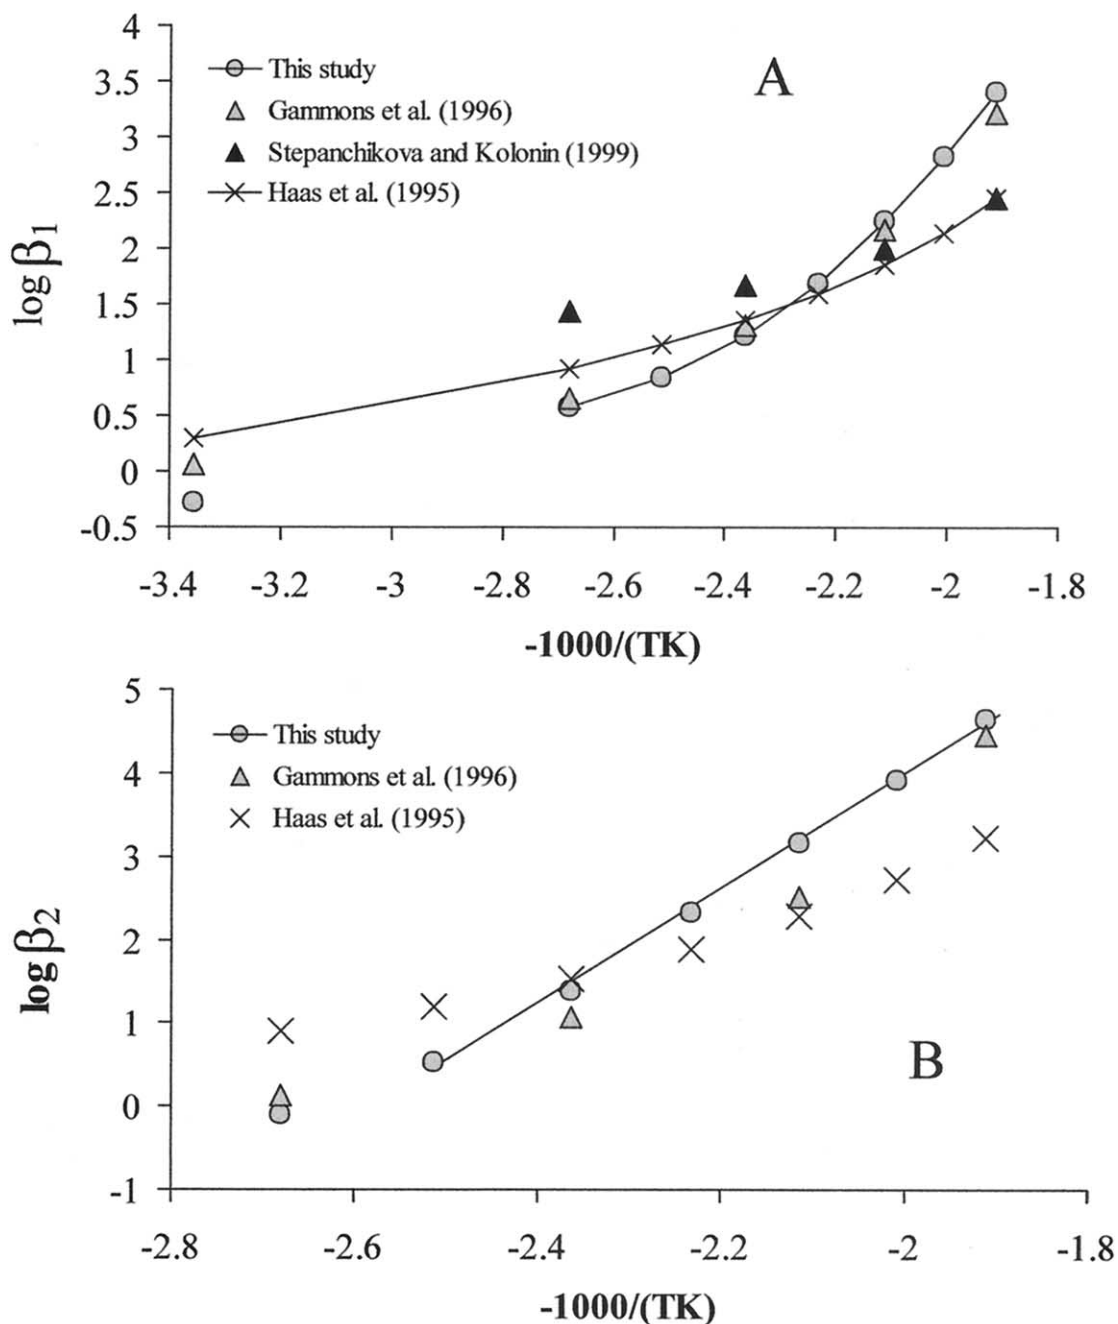 4
3.5
3
2.5
2
1.5
1
0.5
0
-0.5
log β1
This study
Gammons et al. (1996)
Stepanchikova and Kolonin (1999)
Haas et al. (1995)
A
-3.4 -3.2 -3 -2.8 -2.6 -2.4 -2.2 -2 -1.8
-1000/(TK)
5
4
3
2
1
0
-1
log β2
This study
Gammons et al. (1996)
Haas et al. (1995)
B
-2.8 -2.6 -2.4 -2.2 -2 -1.8
-1000/(TK)